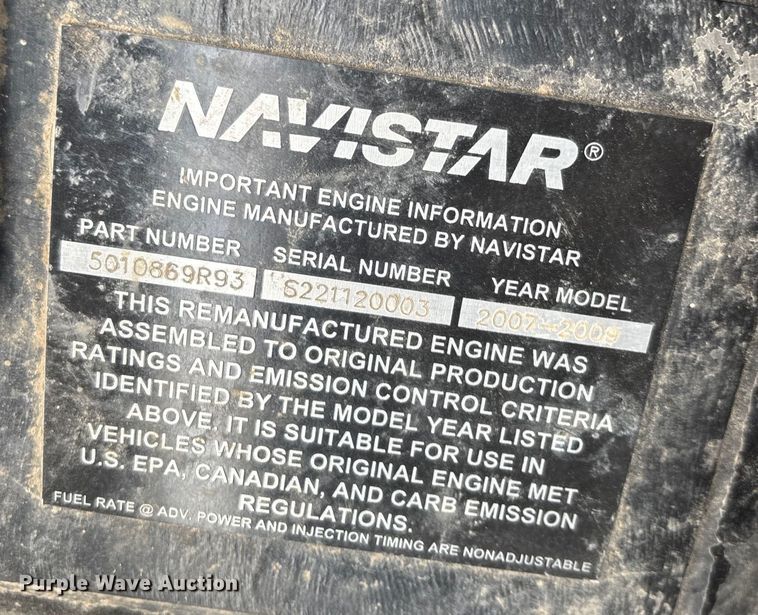 NAVISTAR®
IMPORTANT ENGINE INFORMATION
ENGINE MANUFACTURED BY NAVISTAR
PART NUMBER SERIAL NUMBER YEAR MODEL
5010869R93 S221120003 2007-2009
THIS REMANUFACTURED ENGINE WAS
ASSEMBLED TO ORIGINAL PRODUCTION
RATINGS AND EMISSION CONTROL CRITERIA
IDENTIFIED BY THE MODEL YEAR LISTED
ABOVE. IT IS SUITABLE FOR USE IN
VEHICLES WHOSE ORIGINAL ENGINE MET
U.S. EPA, CANADIAN, AND CARB EMISSION
REGULATIONS.
FUEL RATE @ ADV. POWER AND INJECTION TIMING ARE NONADJUSTABLE
Purple Wave Auction